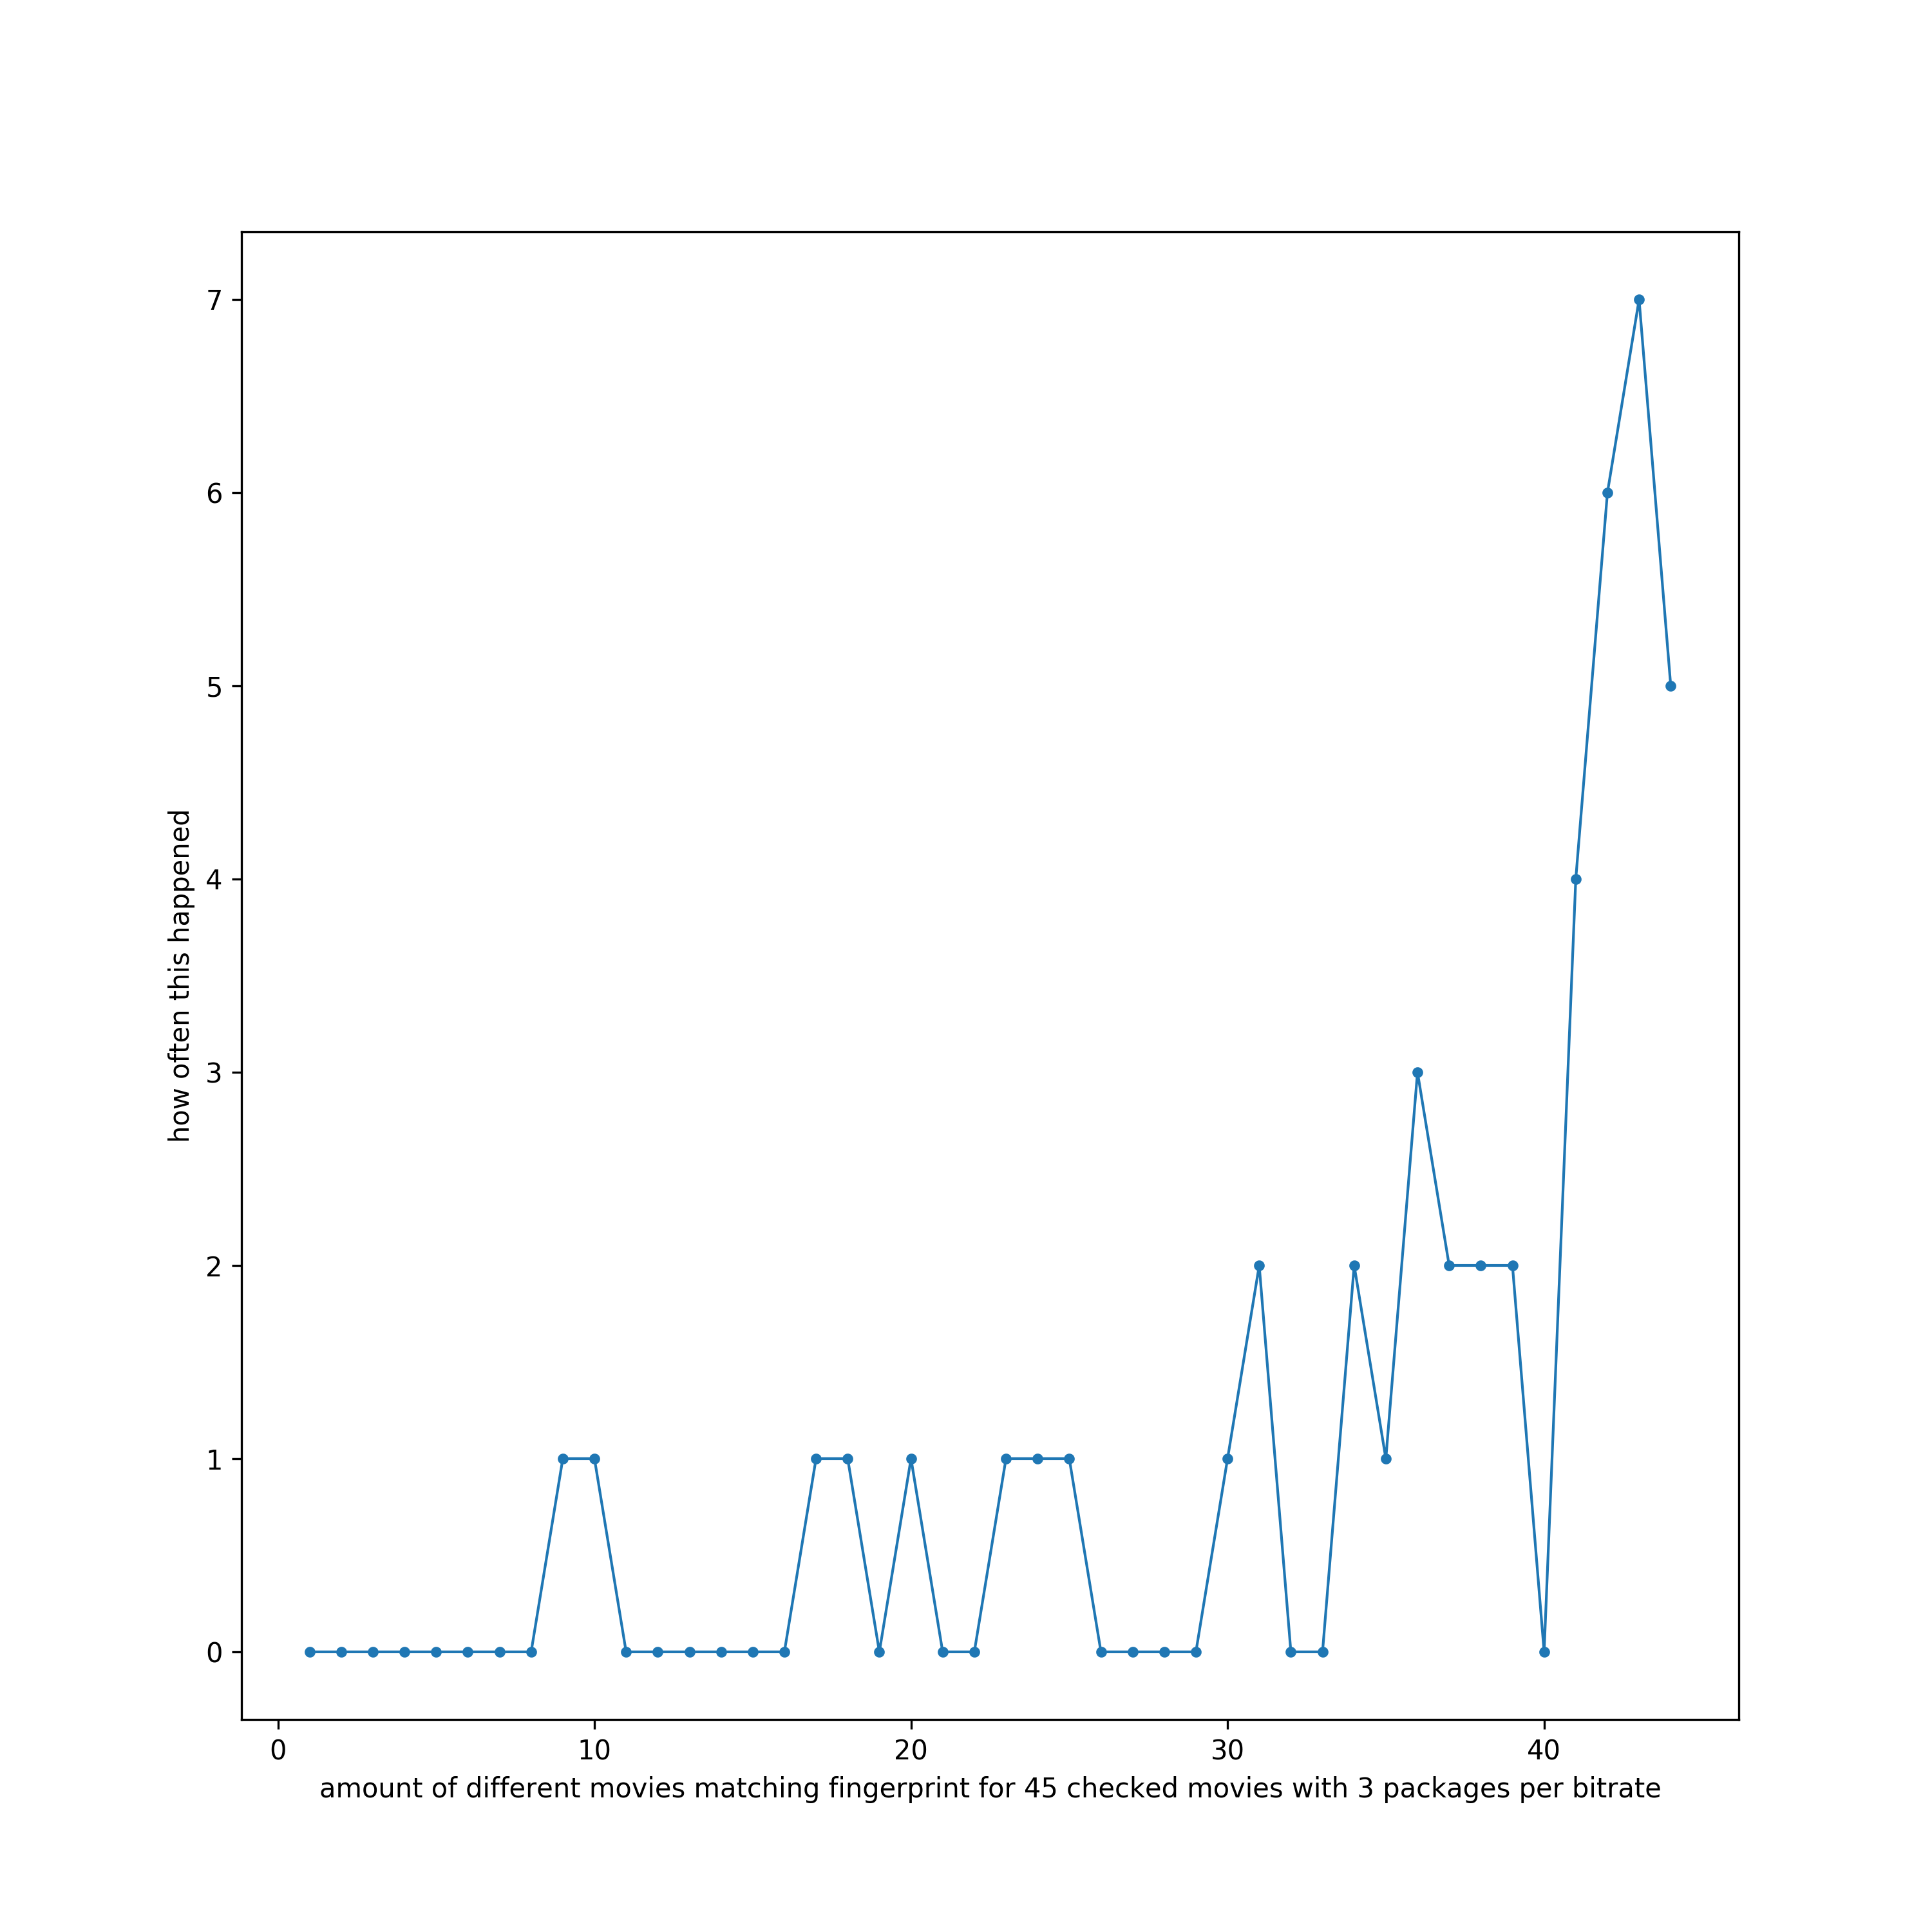 7
6
5
4
3
2
1
0
how often this happened
0 10 20 30 40
amount of different movies matching fingerprint for 45 checked movies with 3 packages per bitrate